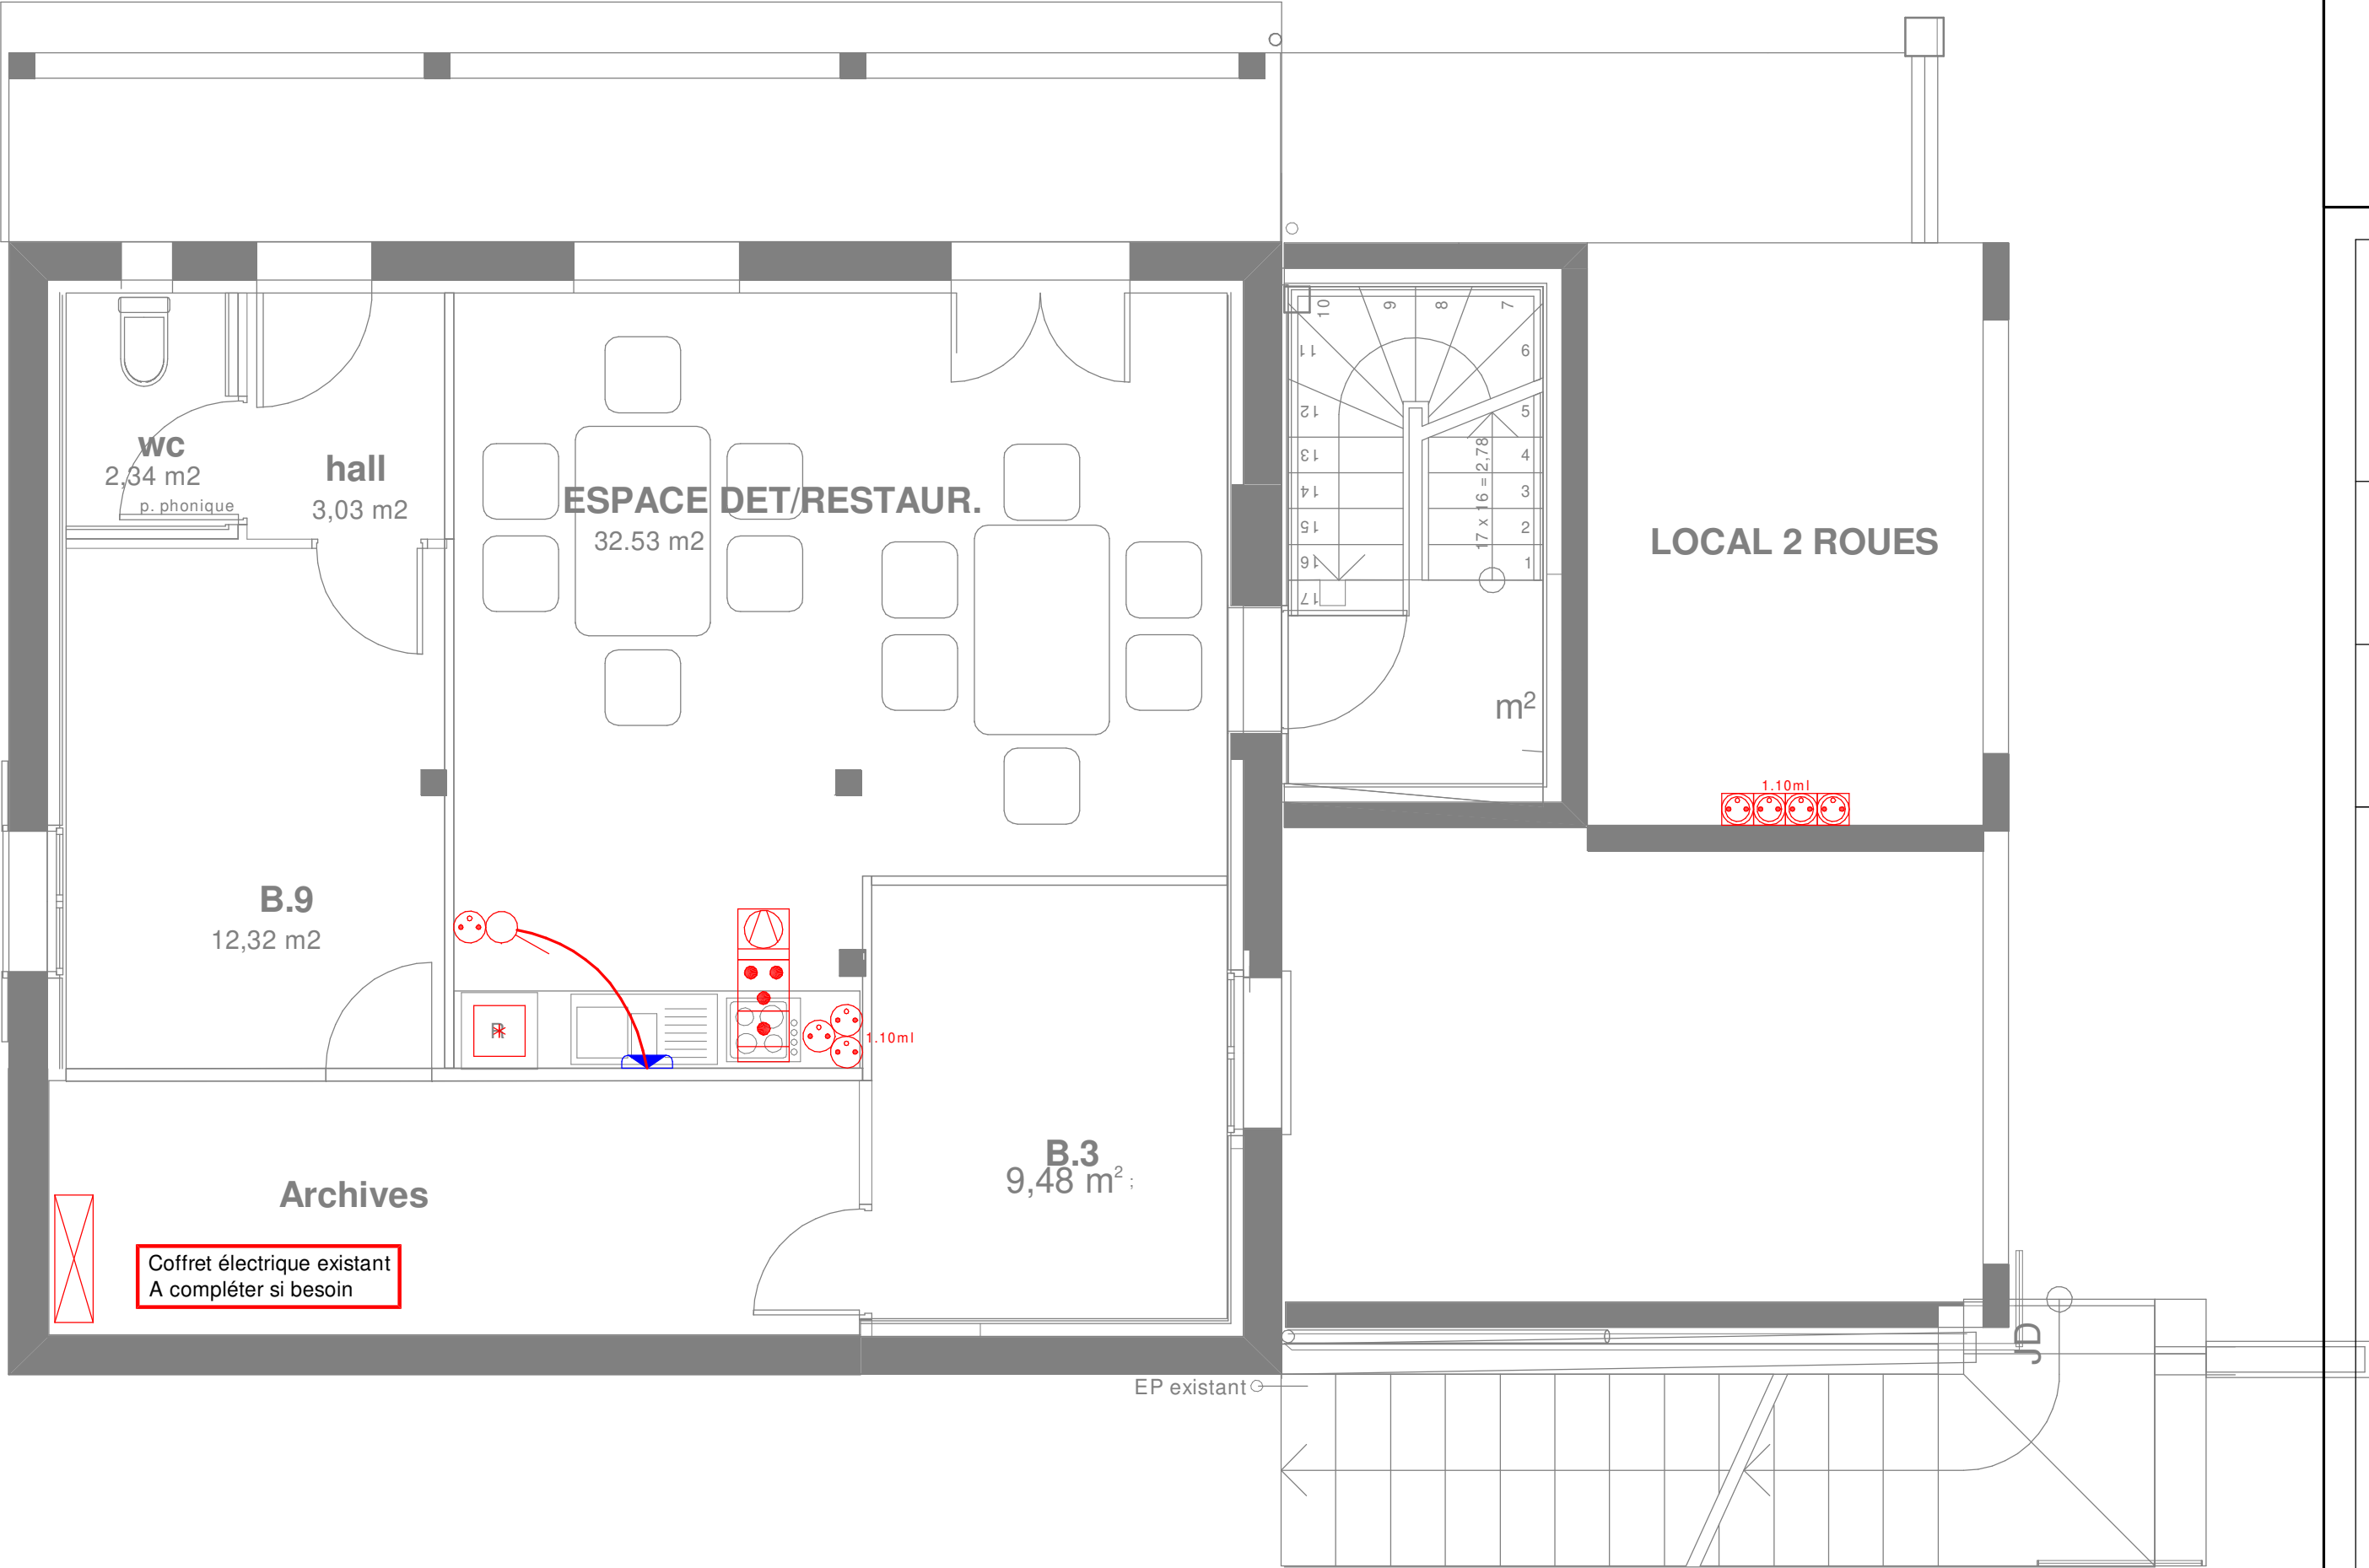 10
9
8
7
11
6
12
5
13
4
14
3
15
2
16
1
17
17 x 16 = 2,78
wc
2,34 m2
p. phonique
hall
3,03 m2
ESPACE DET/RESTAUR.
32.53 m2
LOCAL 2 ROUES
m²
1.10ml
B.9
12,32 m2
1.10ml
B.3
9,48 m² ;
Archives
Coffret électrique existant
A compléter si besoin
JD
EP existant